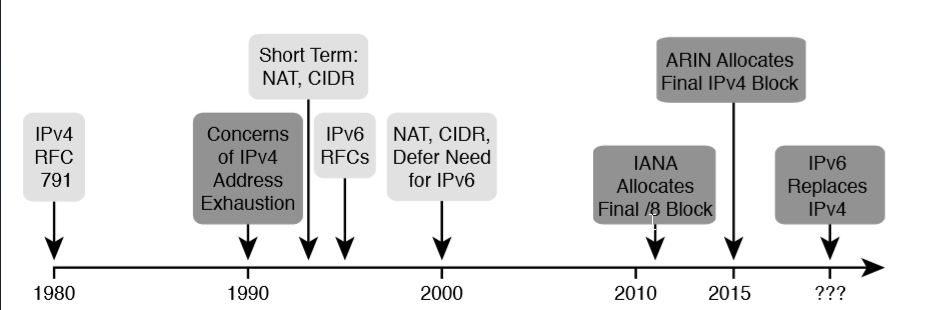 Short Term:
NAT, CIDR
ARIN Allocates
Final IPv4 Block
IPv4
RFC
791
Concerns
of IPv4
Address
Exhaustion
IPv6
RFCs
NAT, CIDR,
Defer Need
for IPv6
IANA
Allocates
Final /8 Block
IPv6
Replaces
IPv4
1980
1990
2000
2010
2015
???